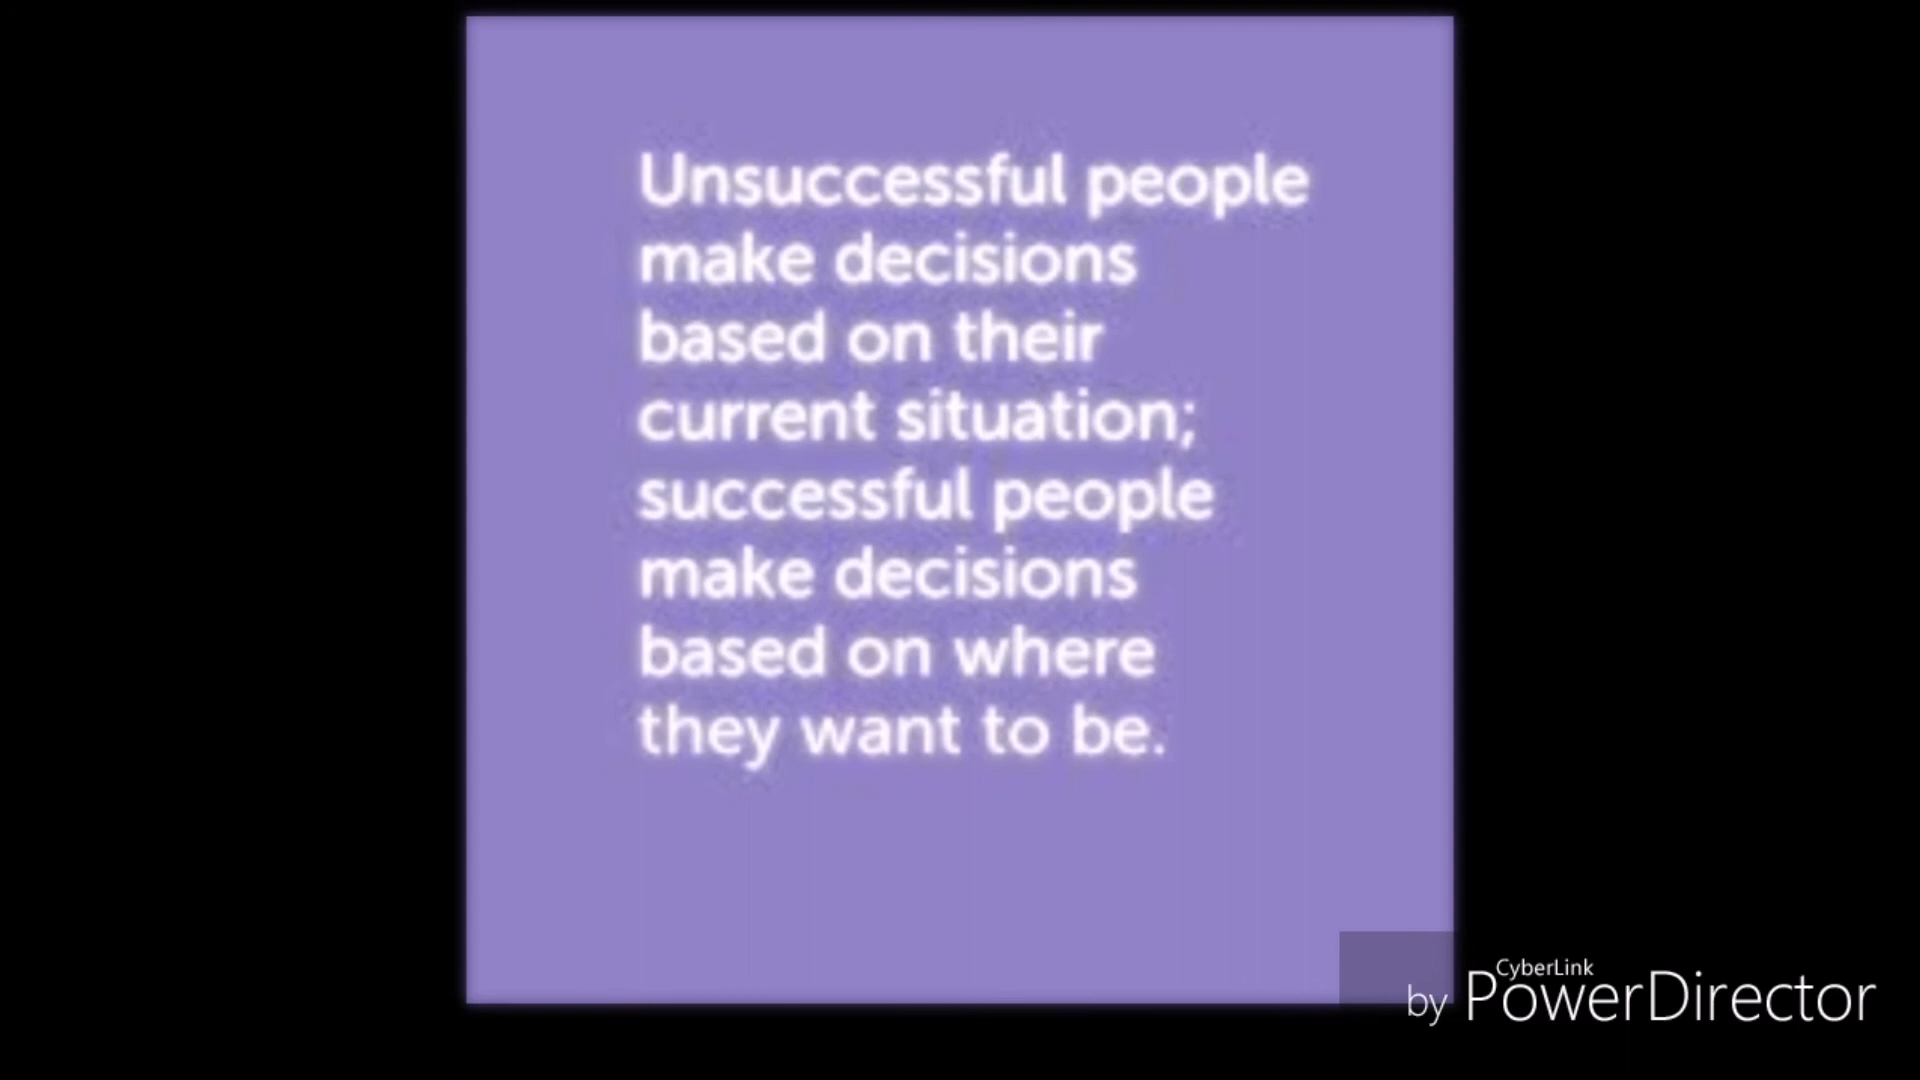 Unsuccessful people
make decisions
based on their
current situation;
successful people
make decisions
based on where
they want to be.
CyberLink
by PowerDirector